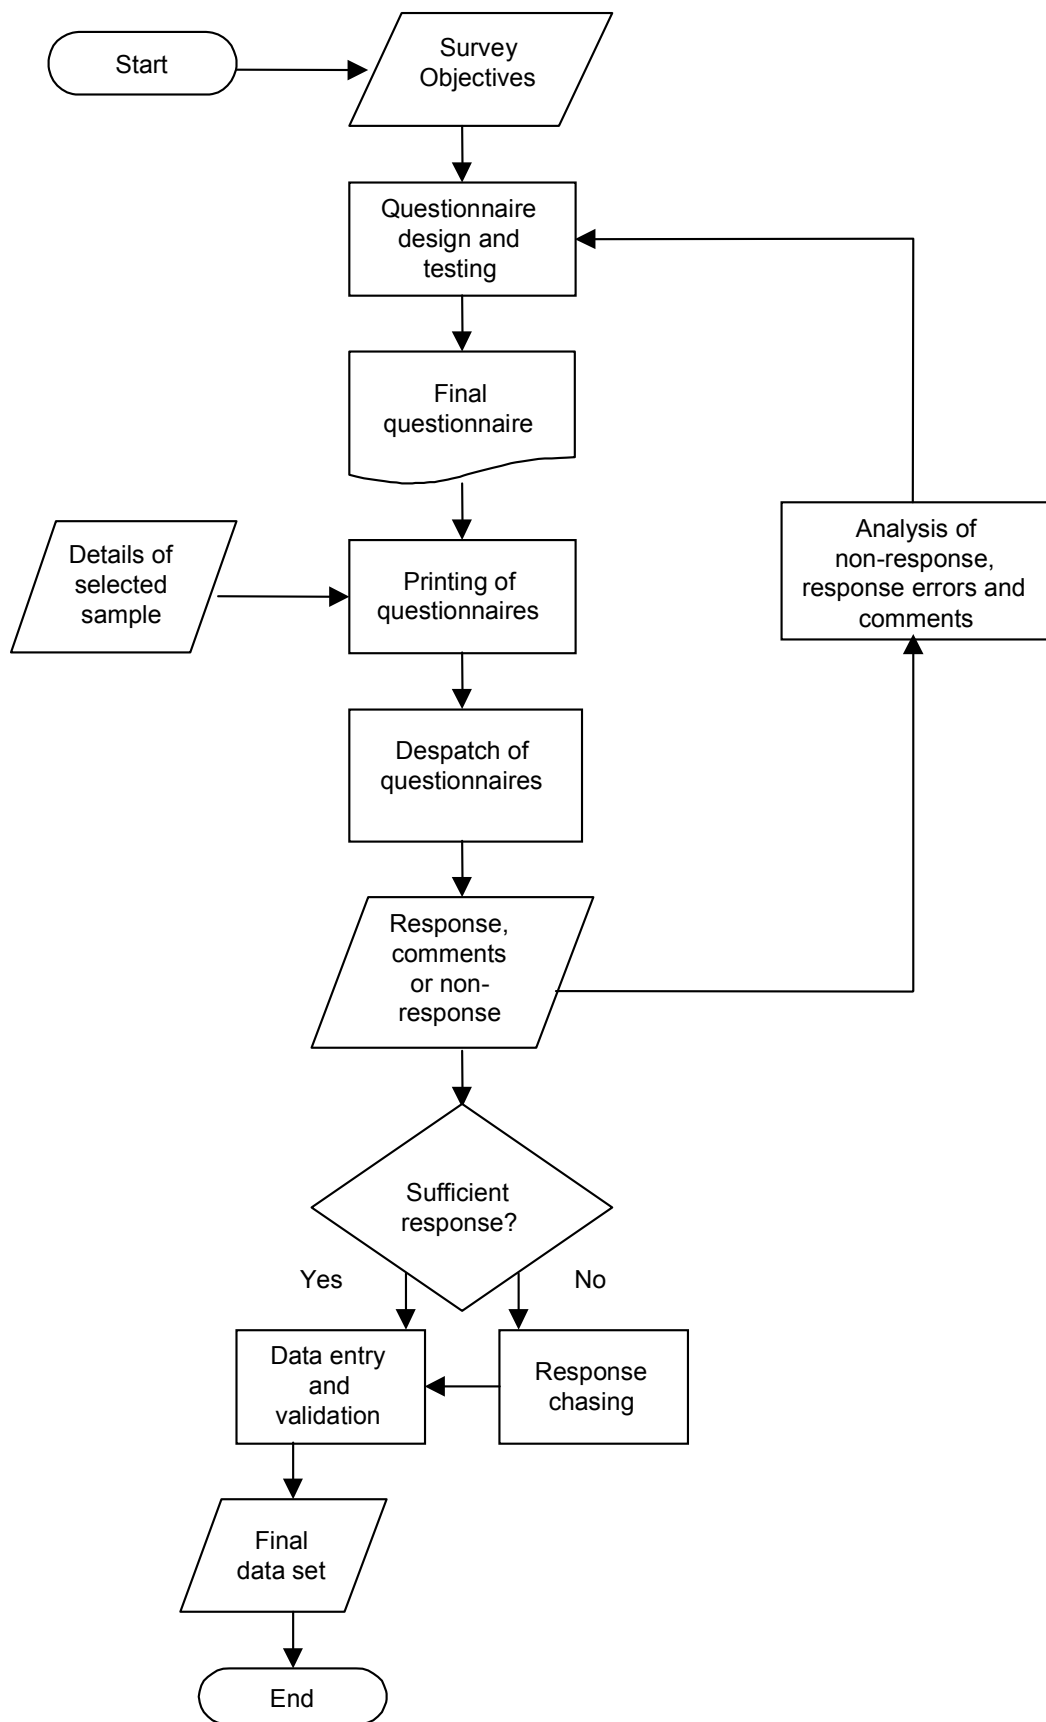 Start
Survey
Objectives
Questionnaire
design and
testing
Final
questionnaire
Details of
selected
sample
Printing of
questionnaires
Analysis of
non-response,
response errors and
comments
Despatch of
questionnaires
Response,
comments
or non-
response
Sufficient
response?
Yes
No
Data entry
and
validation
Response
chasing
Final
data set
End